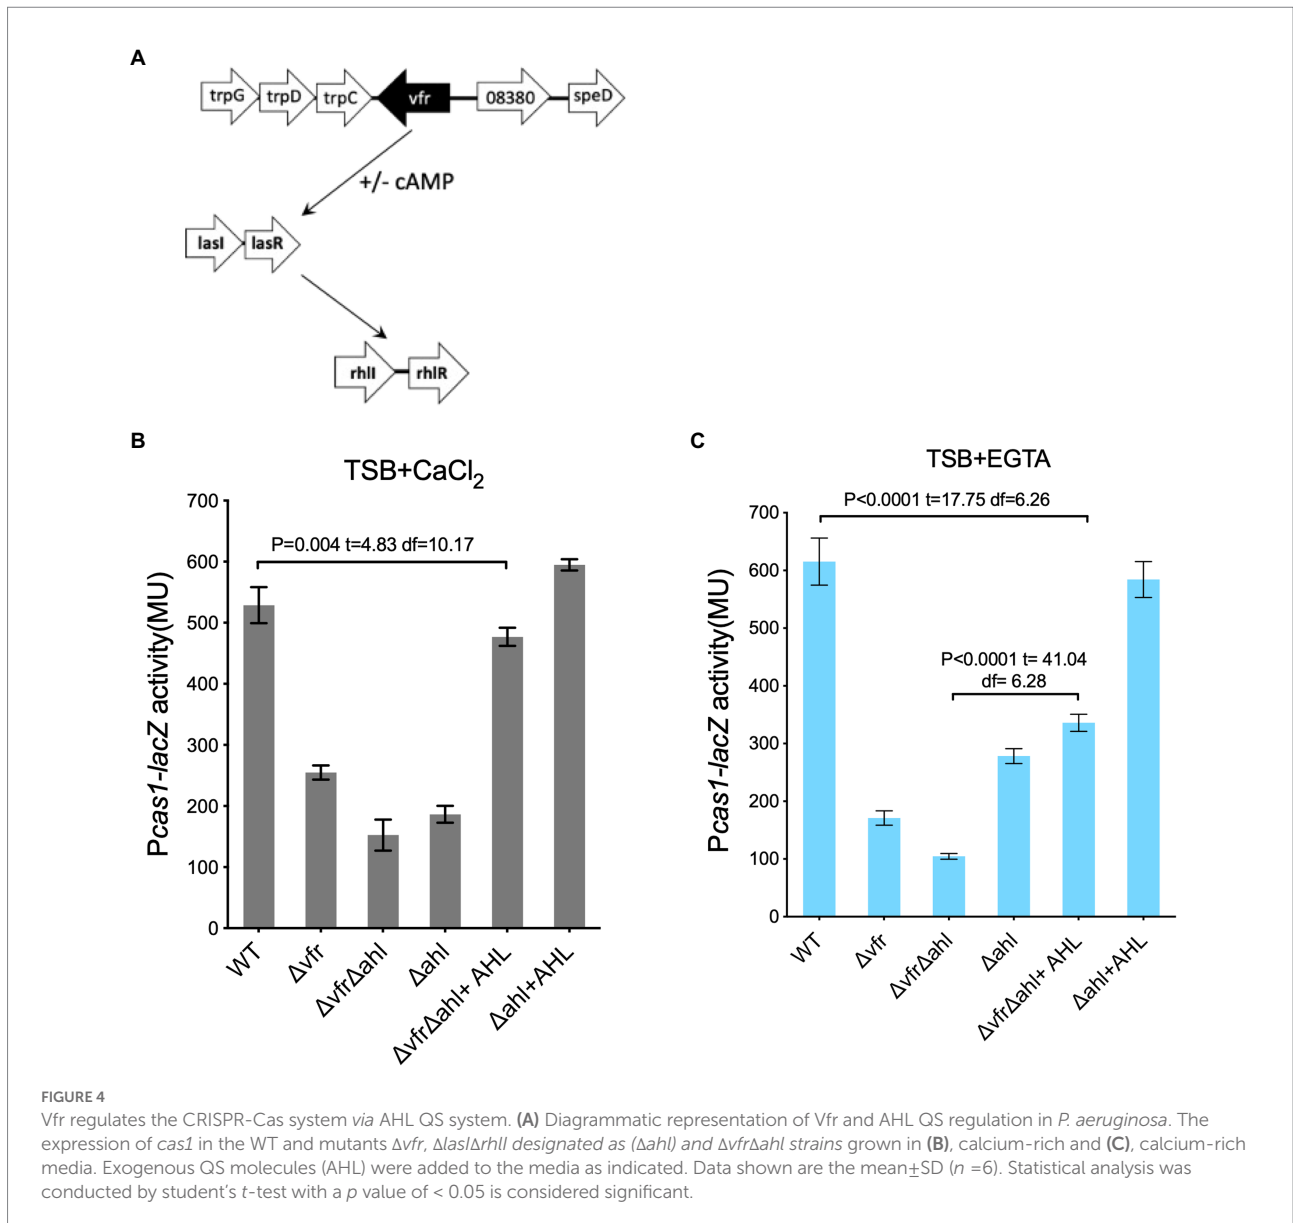 A
trpG trpD trpC vfr 08380 speD
+/- cAMP
lasI lasR
rhlI rhlR
B
TSB+CaCl2
P=0.004 t=4.83 df=10.17
Pcas1-lacZ activity(MU)
700
600
500
400
300
200
100
0
WT
Δvfr
ΔvfrΔahl
Δahl
ΔvfrΔahl+ AHL
Δahl+AHL
C
TSB+EGTA
P<0.0001 t=17.75 df=6.26
P<0.0001 t= 41.04
df= 6.28
Pcas1-lacZ activity(MU)
700
600
500
400
300
200
100
0
WT
Δvfr
ΔvfrΔahl
Δahl
ΔvfrΔahl+ AHL
Δahl+AHL
FIGURE 4
Vfr regulates the CRISPR-Cas system via AHL QS system. (A) Diagrammatic representation of Vfr and AHL QS regulation in P. aeruginosa. The
expression of cas1 in the WT and mutants Δvfr, ΔlasIΔrhlI designated as (Δahl) and ΔvfrΔahl strains grown in (B), calcium-rich and (C), calcium-rich
media. Exogenous QS molecules (AHL) were added to the media as indicated. Data shown are the mean±SD (n =6). Statistical analysis was
conducted by student's t-test with a p value of < 0.05 is considered significant.